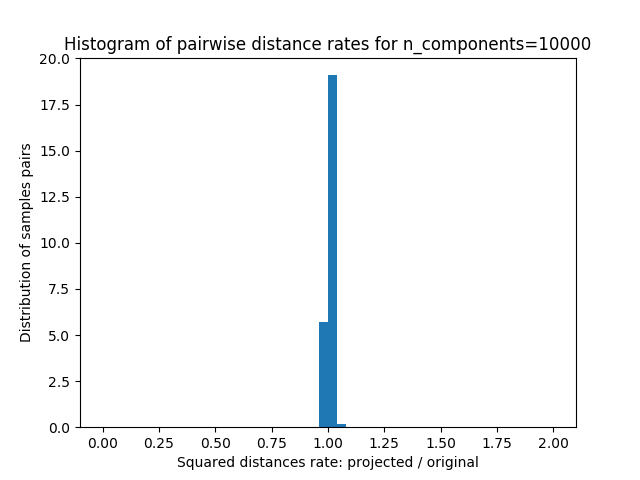 Histogram of pairwise distance rates for n_components=10000
20.0
17.5
15.0
12.5
10.0
7.5
5.0
2.5
0.0
Distribution of samples pairs
0.00 0.25 0.50 0.75 1.00 1.25 1.50 1.75 2.00
Squared distances rate: projected / original